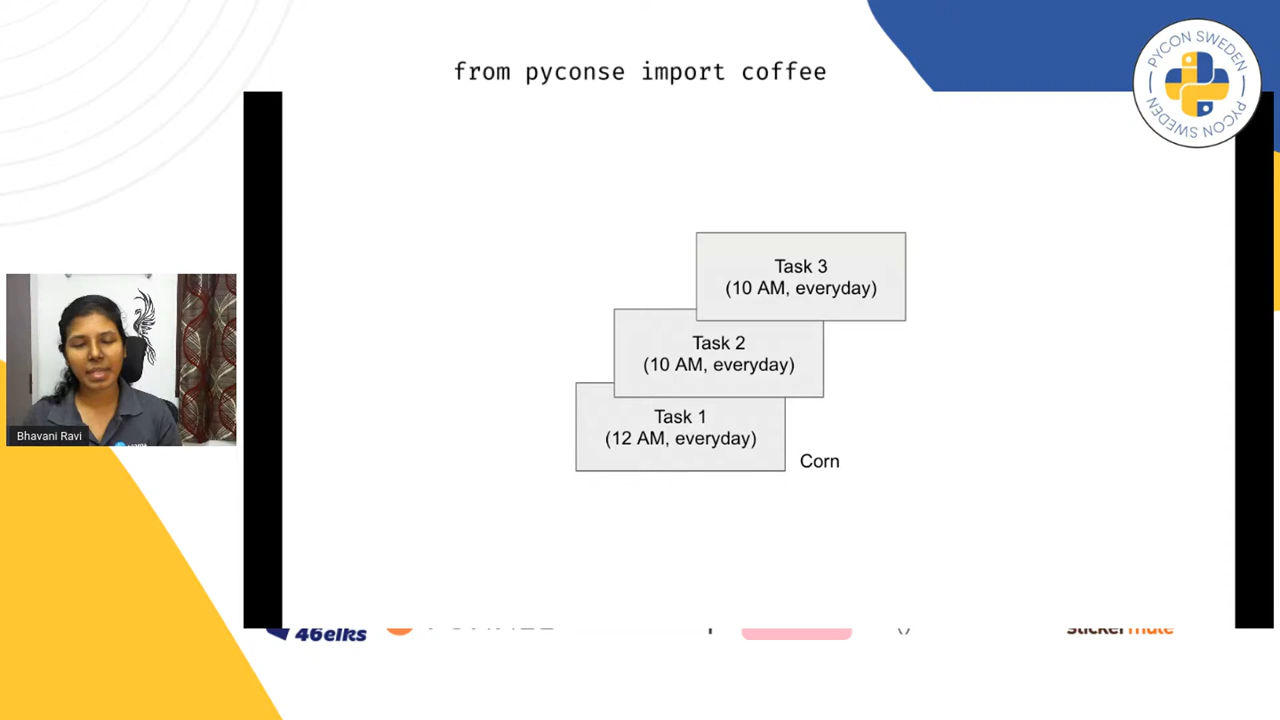 from pyconse import coffee
PYCON SWEDEN
PYCON SWEDEN
Task 3
(10 AM, everyday)
Task 2
(10 AM, everyday)
Task 1
(12 AM, everyday)
Corn
Bhavani Ravi
46elks